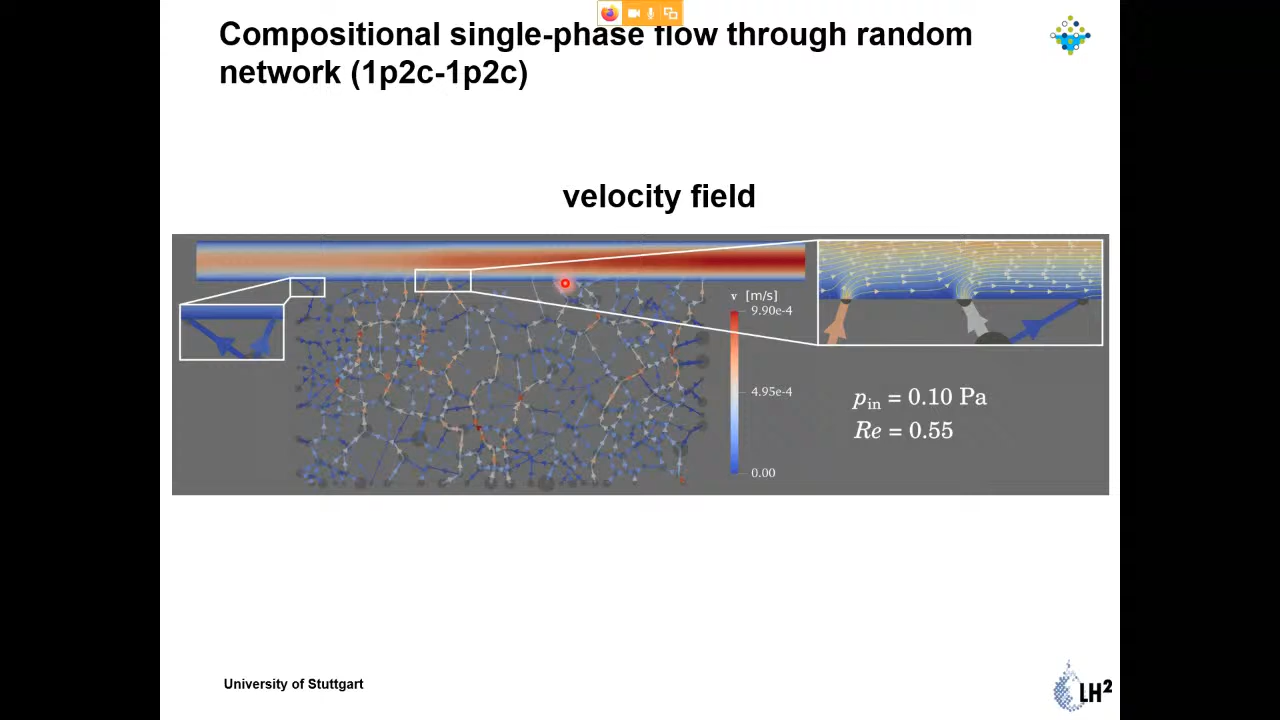 Compositional single-phase flow through random
network (1p2c-1p2c)
velocity field
v [m/s]
9.90e-4
4.95e-4
0.00
pin = 0.10 Pa
Re = 0.55
University of Stuttgart
LH2